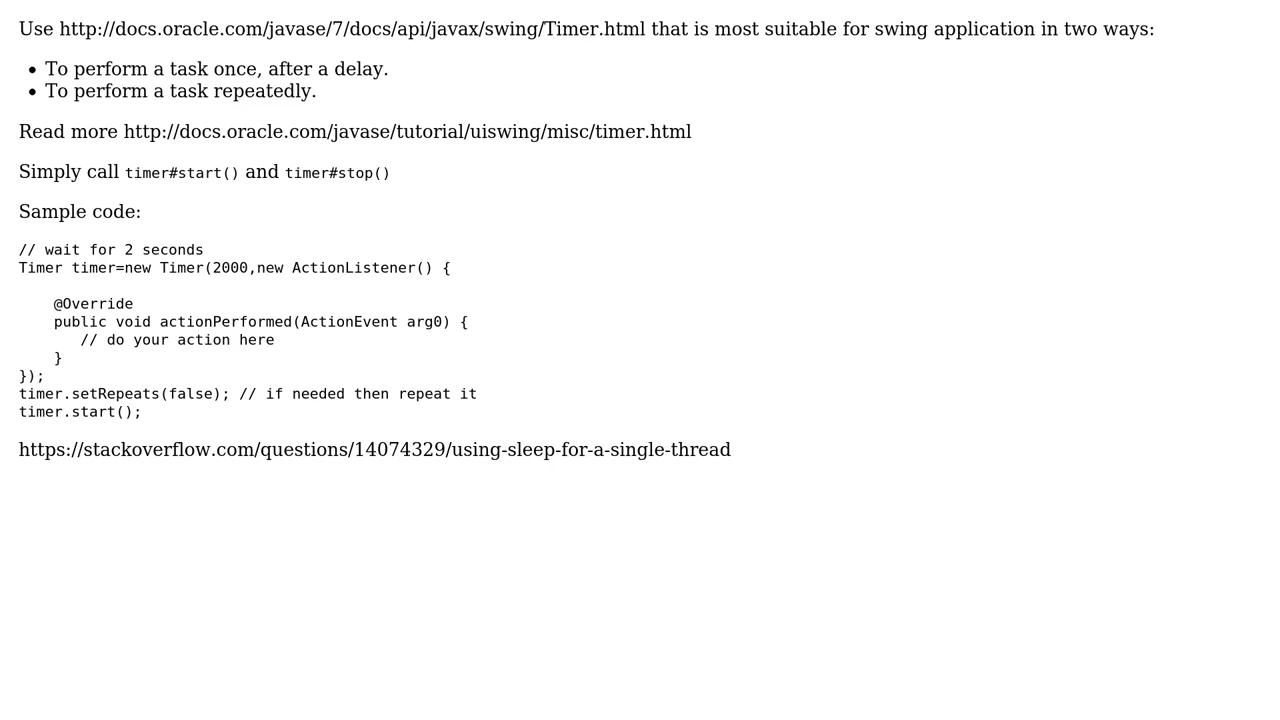 Use http://docs.oracle.com/javase/7/docs/api/javax/swing/Timer.html that is most suitable for swing application in two ways:
• To perform a task once, after a delay.
• To perform a task repeatedly.
Read more http://docs.oracle.com/javase/tutorial/uiswing/misc/timer.html
Simply call timer#start() and timer#stop()
Sample code:
// wait for 2 seconds
Timer timer=new Timer(2000,new ActionListener() {
    @Override
    public void actionPerformed(ActionEvent arg0) {
       // do your action here
    }
});
timer.setRepeats(false); // if needed then repeat it
timer.start();
https://stackoverflow.com/questions/14074329/using-sleep-for-a-single-thread